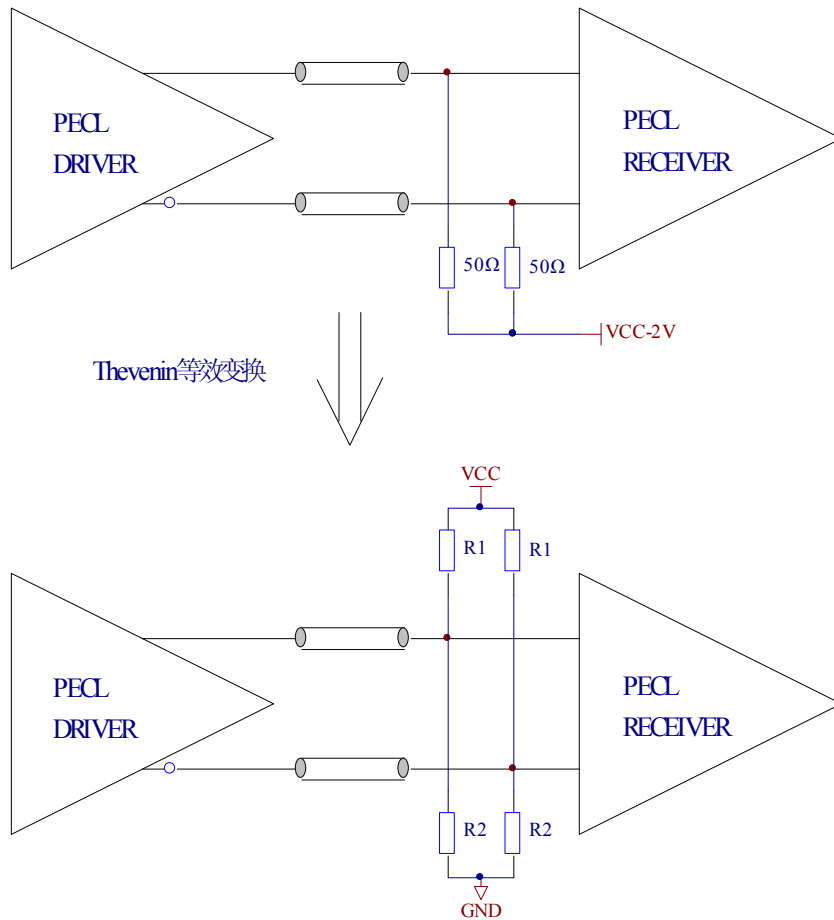 PECL
DRIVER
PECL
RECEIVER
50Ω
50Ω
VCC-2V
Thevenin等效变换
VCC
R1
R1
PECL
DRIVER
PECL
RECEIVER
R2
R2
GND